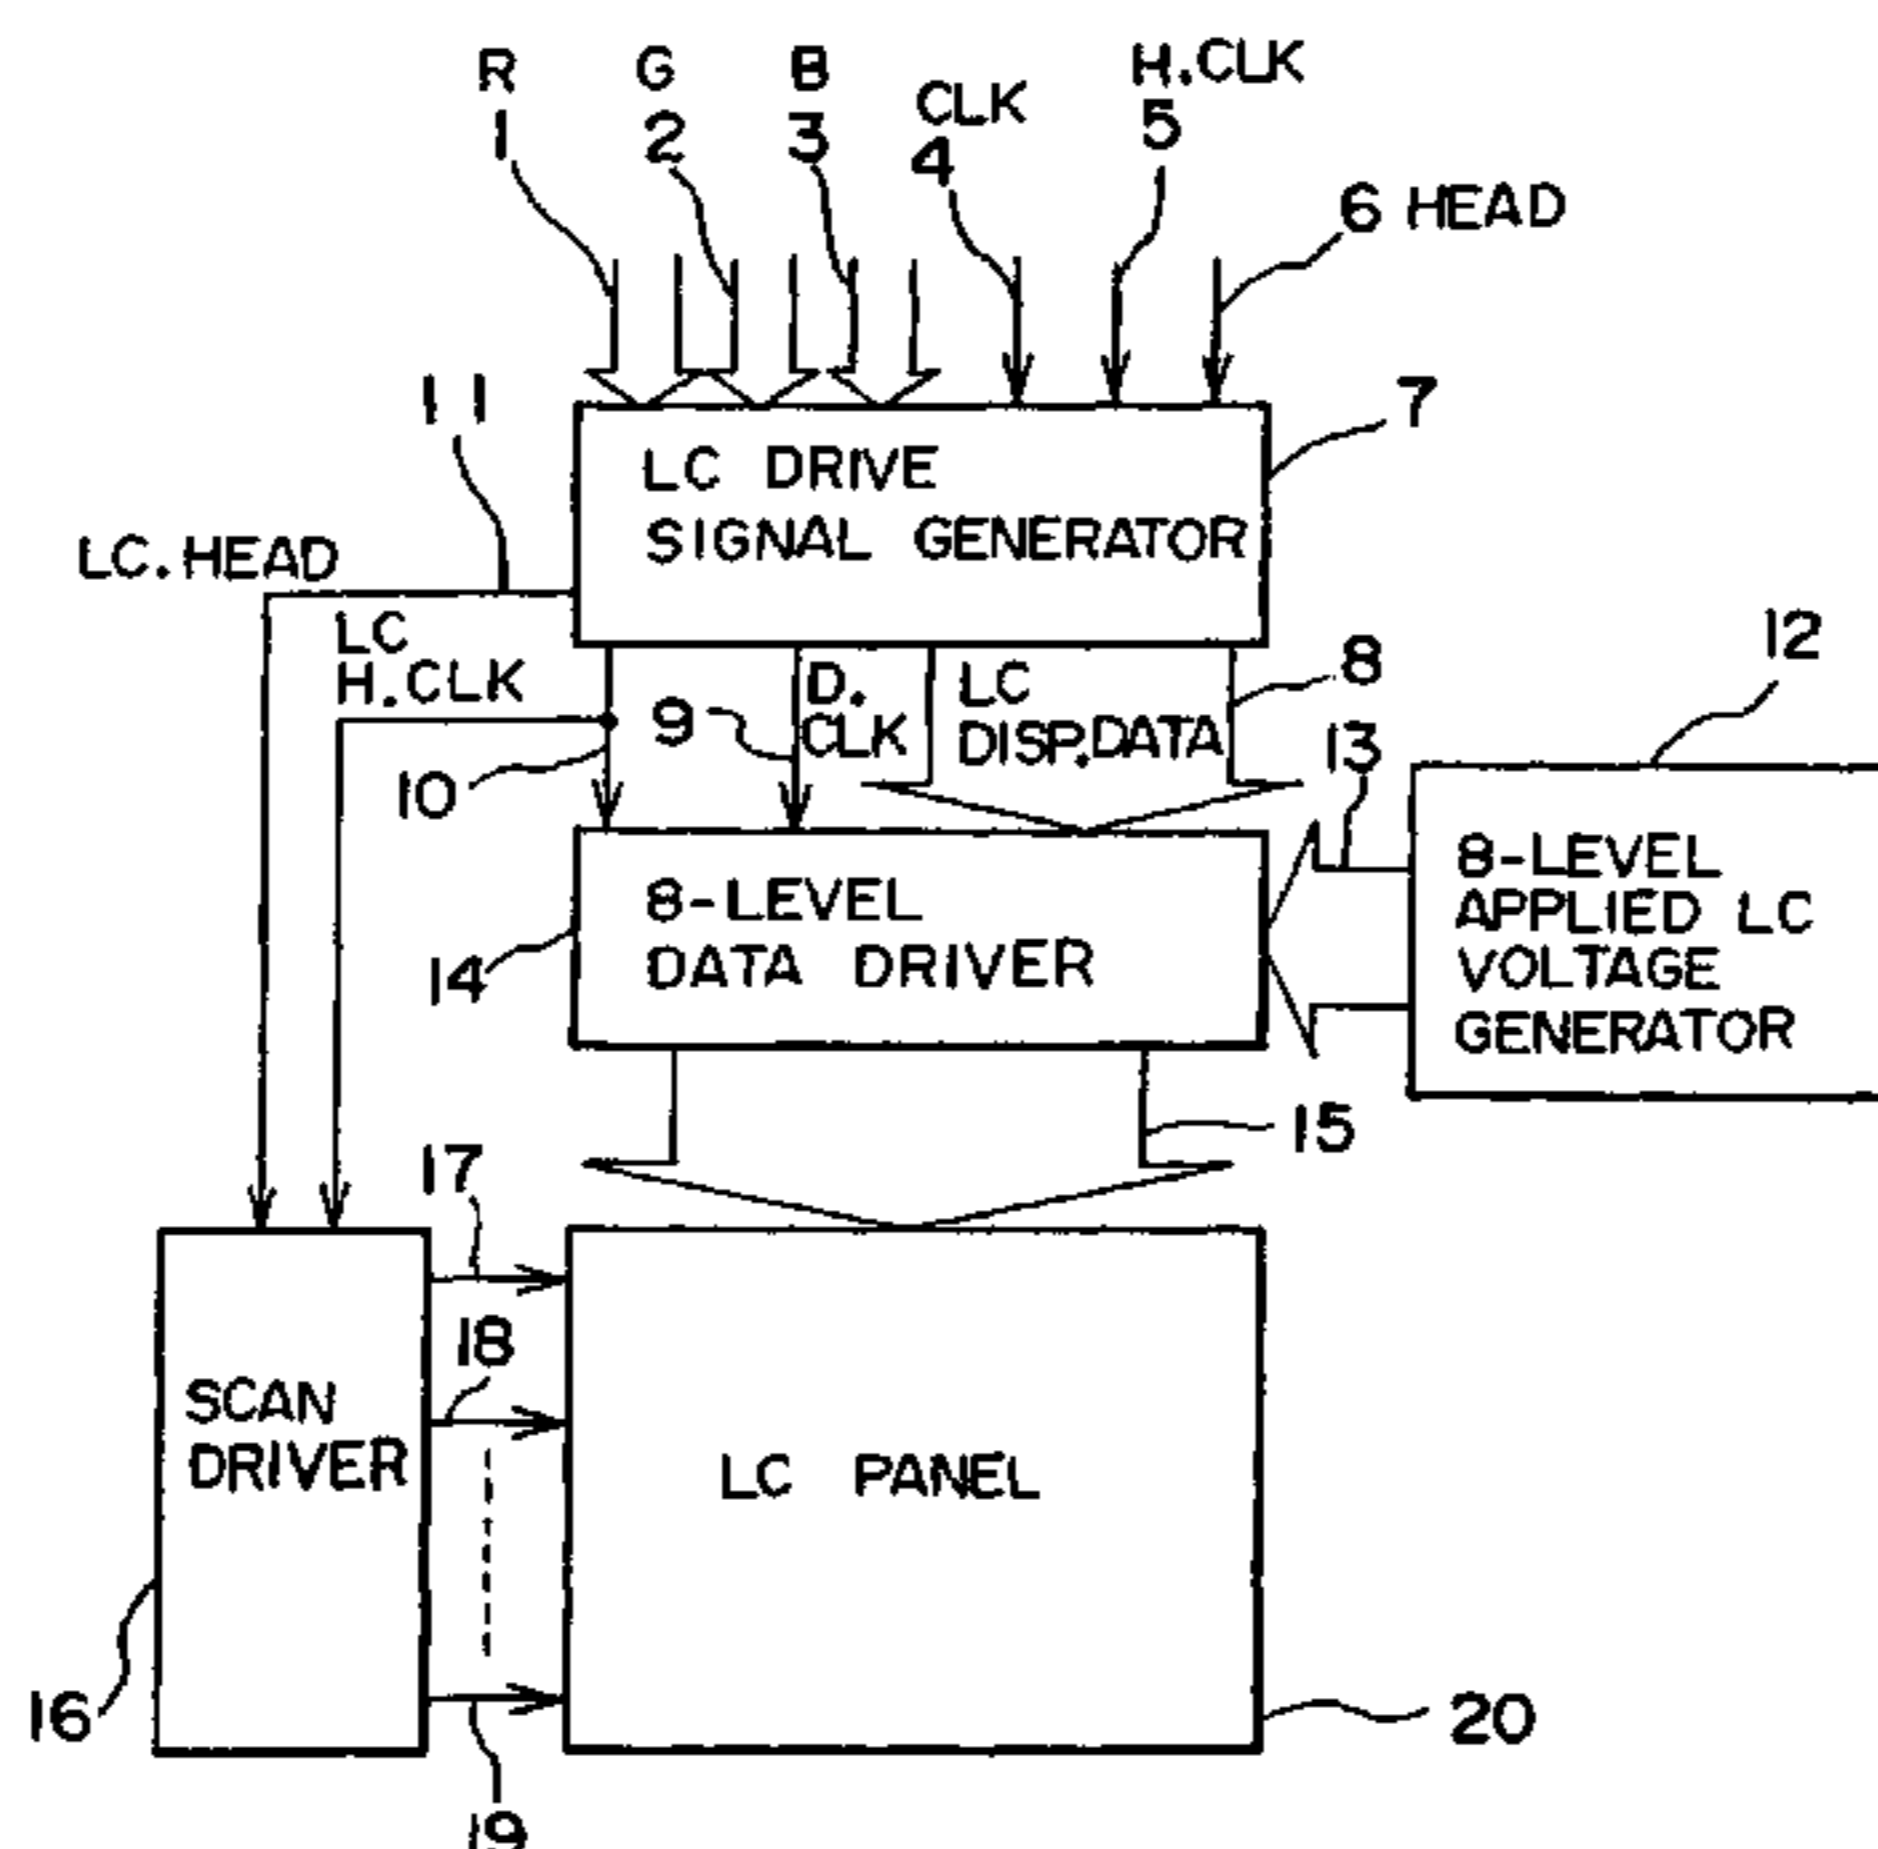 R
G
B
CLK
H.CLK
1
2
3
4
5
6 HEAD
7
11
LC DRIVE
SIGNAL GENERATOR
LC.HEAD
LC
H.CLK
10
9
D.
CLK
LC
DISP.DATA
8
12
13
8-LEVEL
APPLIED LC
VOLTAGE
GENERATOR
14
8-LEVEL
DATA DRIVER
15
17
18
SCAN
DRIVER
LC PANEL
16
19
20